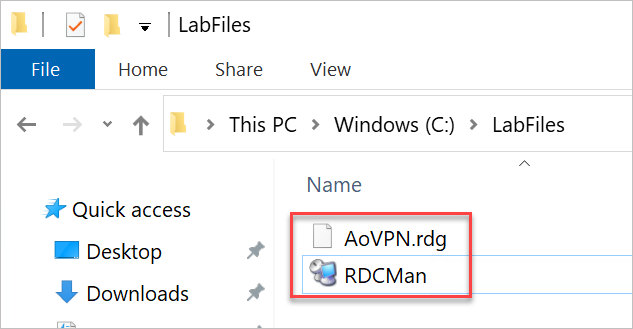 LabFiles
File Home Share View
This PC Windows (C:) LabFiles
Name
Quick access
AoVPN.rdg
Desktop
RDCMan
Downloads